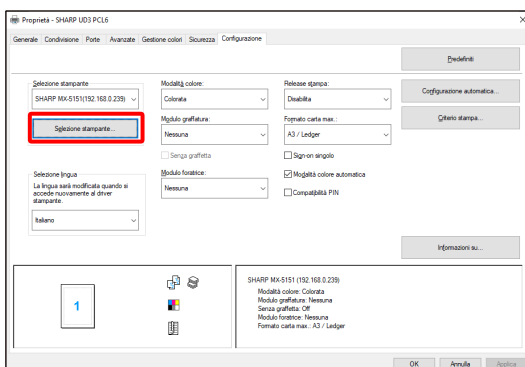 Proprietà - SHARP UD3 PCL6
Generale Condivisione Porte Avanzate Gestione colori Sicurezza Configurazione
Predefiniti
Selezione stampante
SHARP MX-5151(192.168.0.239)
Selezione stampante...
Modalità colore:
Colorata
Release stampa:
Disabilita
Configurazione automatica...
Modulo graffatura:
Nessuna
Formato carta max.:
A3 / Ledger
Criterio stampa...
Senza graffetta
Sign-on singolo
Selezione lingua
La lingua sarà modificata quando si
accede nuovamente al driver
stampante.
Italiano
Modulo foratrice:
Nessuna
Modalità colore automatica
Compatibilità PIN
Informazioni su...
1
SHARP MX-5151 (192.168.0.239)
Modalità colore: Colorata
Modulo graffatura: Nessuna
Senza graffetta: Off
Modulo foratrice: Nessuna
Formato carta max.: A3 / Ledger
OK Annulla Applica